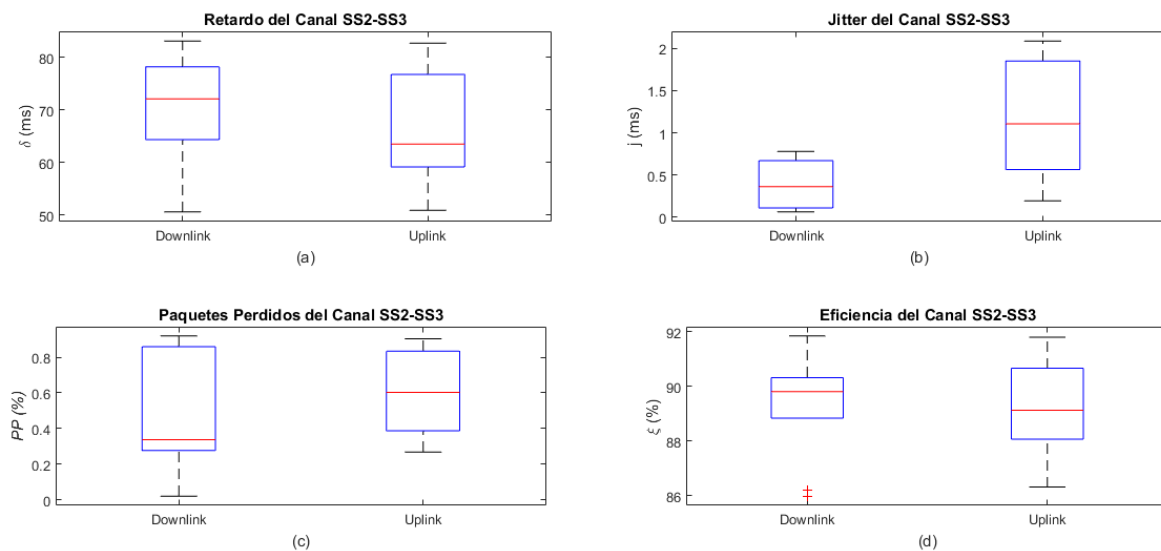 Retardo del Canal SS2-SS3
80
70
60
50
δ (ms)
Downlink
Uplink
(a)
Jitter del Canal SS2-SS3
2
1.5
1
0.5
0
j (ms)
Downlink
Uplink
(b)
Paquetes Perdidos del Canal SS2-SS3
0.8
0.6
0.4
0.2
0
PP (%)
Downlink
Uplink
(c)
Eficiencia del Canal SS2-SS3
92
90
88
86
ξ (%)
Downlink
Uplink
(d)